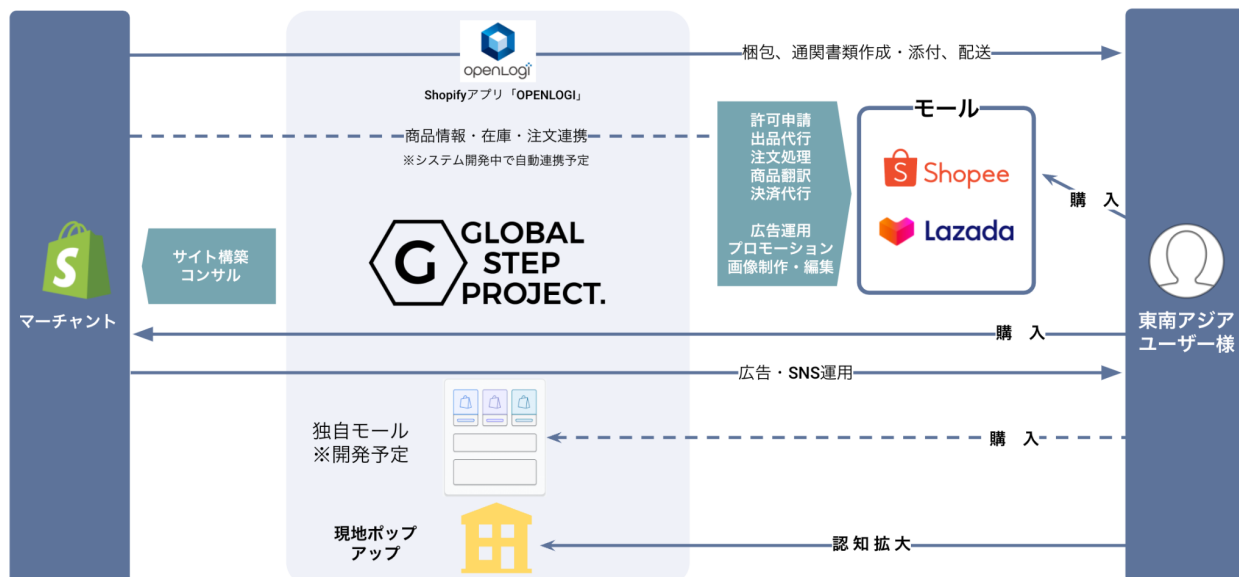 openLogi
Shopifyアプリ「OPENLOGI」
梱包、通関書類作成・添付、配送
商品情報・在庫・注文連携
※システム開発中で自動連携予定
許可申請
出品代行
注文処理
商品翻訳
決済代行
広告運用
プロモーション
画像制作・編集
モール
S Shopee
Lazada
購 入
S
マーチャント
サイト構築
コンサル
G
GLOBAL
STEP
PROJECT.
東南アジア
ユーザー様
購 入
広告・SNS運用
独自モール
※開発予定
購 入
現地ポップ
アップ
認知拡大